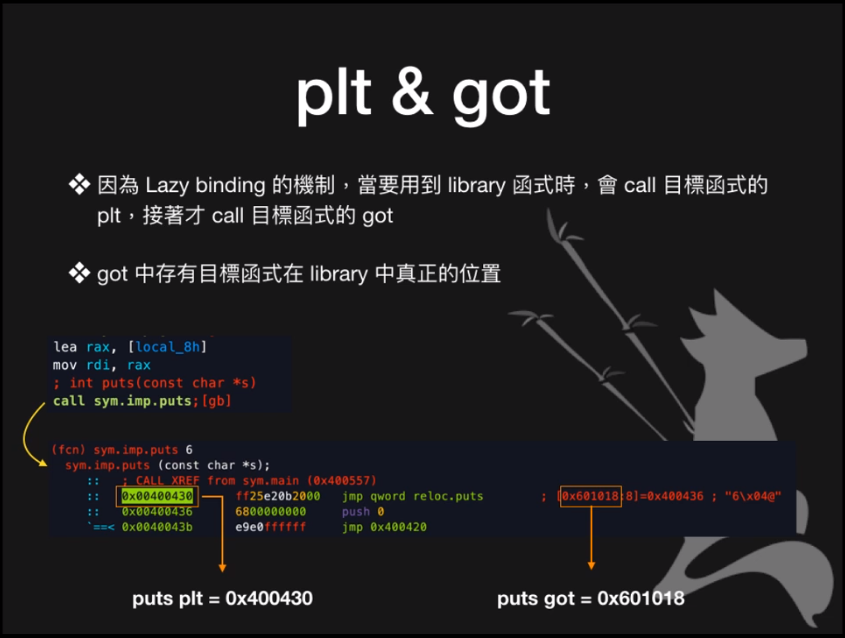 plt & got
❖ 因為 Lazy binding 的機制，當要用到 library 函式時，會 call 目標函式的
plt，接著才 call 目標函式的 got
❖ got 中存有目標函式在 library 中真正的位置
lea rax, [local_8h]
mov rdi, rax
; int puts(const char *s)
call sym.imp.puts;[gb]
(fcn) sym.imp.puts 6
sym.imp.puts (const char *s);
:: ; CALL XREF from sym.main (0x400557)
:: 0x00400430 ff25e20b2000 jmp qword reloc.puts ; [0x601018:8]=0x400436 ; "6\x04@"
:: 0x00400436 6800000000 push 0
`==< 0x0040043b e9e0ffffff jmp 0x400420
puts plt = 0x400430
puts got = 0x601018